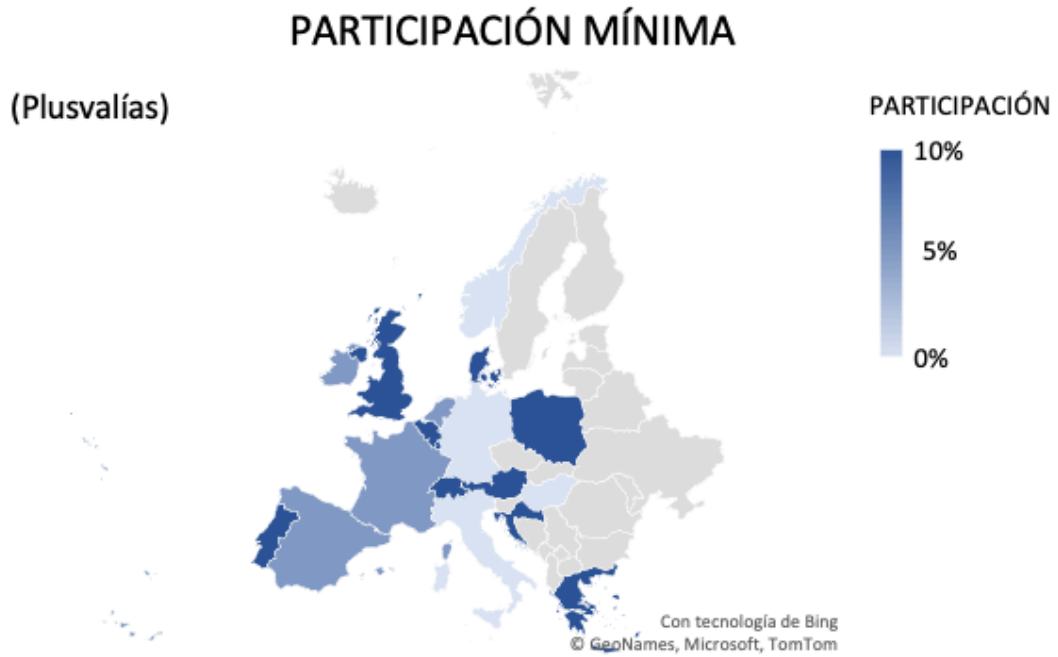 PARTICIPACIÓN MÍNIMA
(Plusvalías)
PARTICIPACIÓN
10%
5%
0%
Con tecnología de Bing
© GeoNames, Microsoft, TomTom